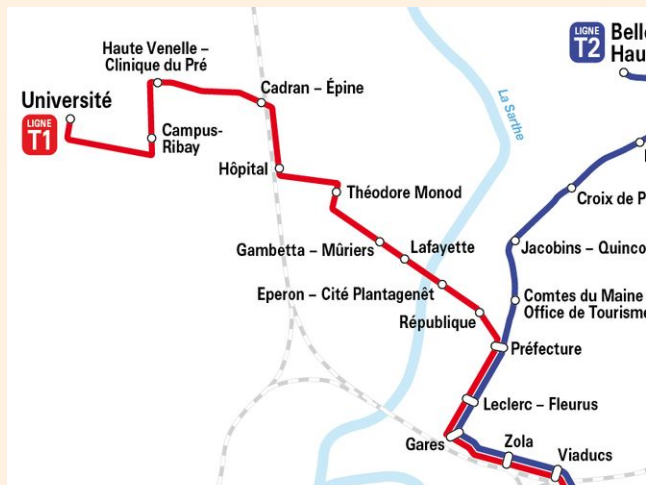 Haute Venelle –
Clinique du Pré
Université
LIGNE
T1
Campus-
Ribay
Cadran – Épine
Hôpital
Théodore Monod
Gambetta – Mûriers
Lafayette
Eperon – Cité Plantagenêt
République
La Sarthe
LIGNE
T2
Croix de
Comtes du Maine
Office de Tourisme
Jacobins –
Préfecture
Leclerc – Fleurus
Gares
Zola
Viaducs